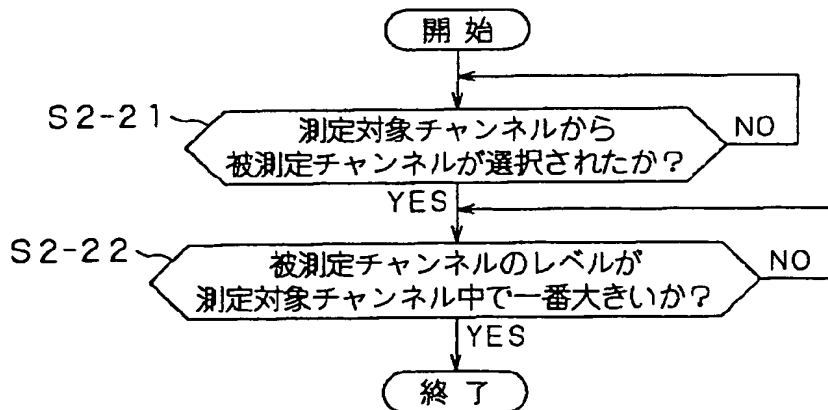 開始
S2-21
測定対象チャンネルから
被測定チャンネルが選択されたか?
NO
YES
S2-22
被測定チャンネルのレベルが
測定対象チャンネル中で一番大きいか?
NO
YES
終了